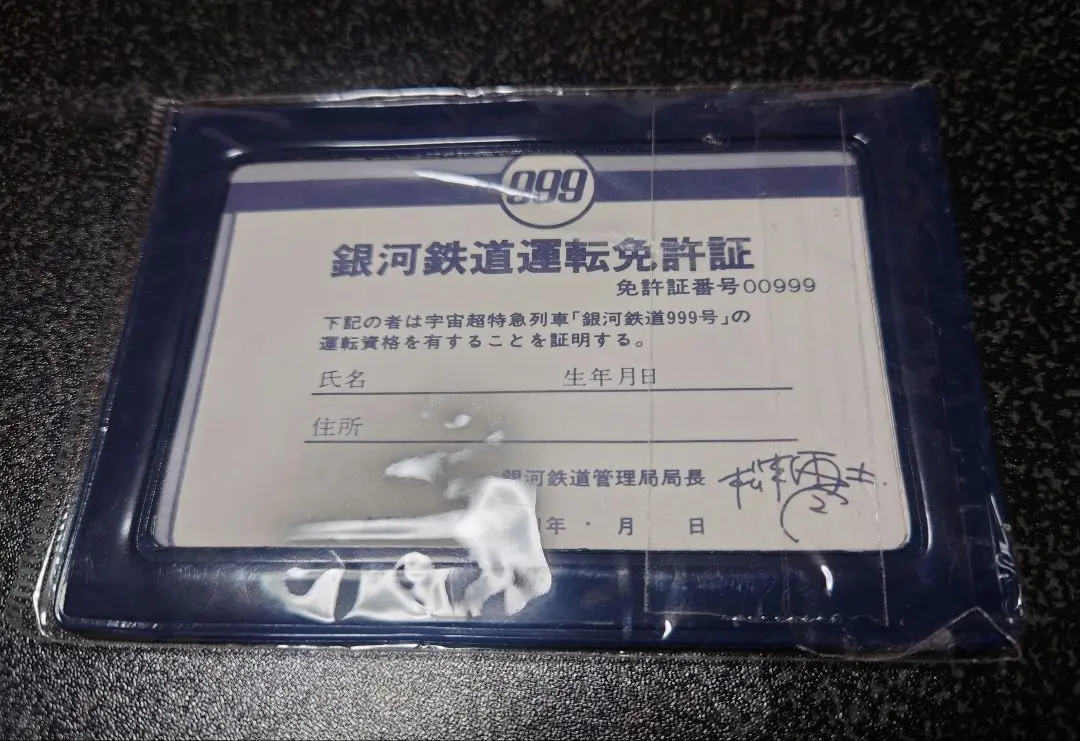 999
銀河鉄道運転免許証
免許証番号00999
下記の者は宇宙超特急列車「銀河鉄道999号」の
運転資格を有することを証明する。
氏名 生年月日
住所
銀河鉄道管理局局長 松本零士
年・月 日